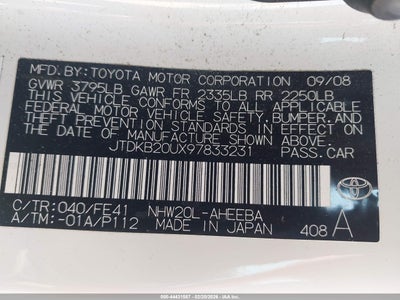 MFD.BY:TOYOTA MOTOR CORPORATION 09/08
GVWR 3795LB GAWR FR 2335LB RR 2250LB
THIS VEHICLE CONFORMS TO ALL APPLICABLE
FEDERAL MOTOR VEHICLE SAFETY, BUMPER, AND
THEFT PREVENTION STANDARDS IN EFFECT ON
THE DATE OF MANUFACTURE SHOWN ABOVE.
JTDKB20UX97833231 PASS.CAR
C/TR:040/FE41 NHW20L-AHEEBA
A/TM:-01A/P112 MADE IN JAPAN 408 A
TOYOTA